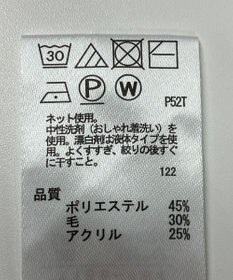 30
P W P52T
ネット使用。
中性洗剤（おしゃれ着洗い）を
使用。漂白剤は液体タイプを使
用。よくすすぎ、絞りの後すぐ
に干すこと。
122
品質
ポリエステル 45%
毛 30%
アクリル 25%